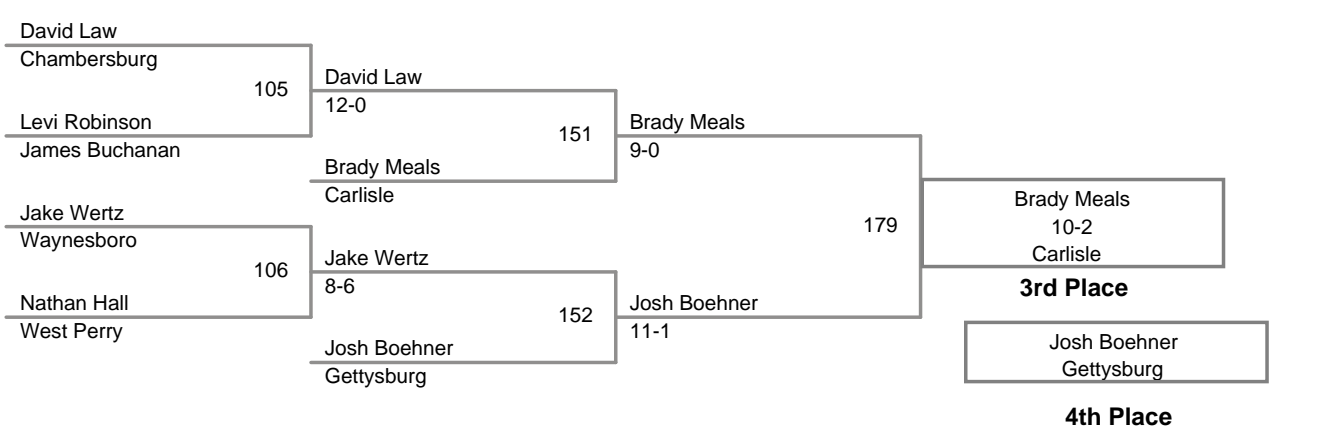 David Law
Chambersburg
105
Levi Robinson
James Buchanan
Jake Wertz
Waynesboro
106
Nathan Hall
West Perry
David Law
12-0
151
Brady Meals
Carlisle
Jake Wertz
8-6
152
Josh Boehner
Gettysburg
Brady Meals
9-0
179
Josh Boehner
11-1
Brady Meals
10-2
Carlisle
3rd Place
Josh Boehner
Gettysburg
4th Place